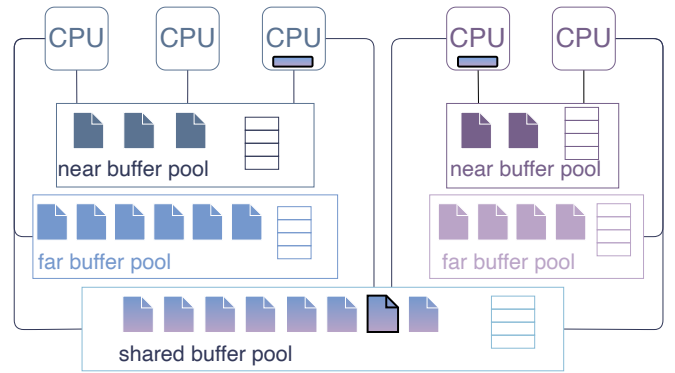 CPU CPU CPU CPU CPU
near buffer pool near buffer pool
far buffer pool far buffer pool
shared buffer pool